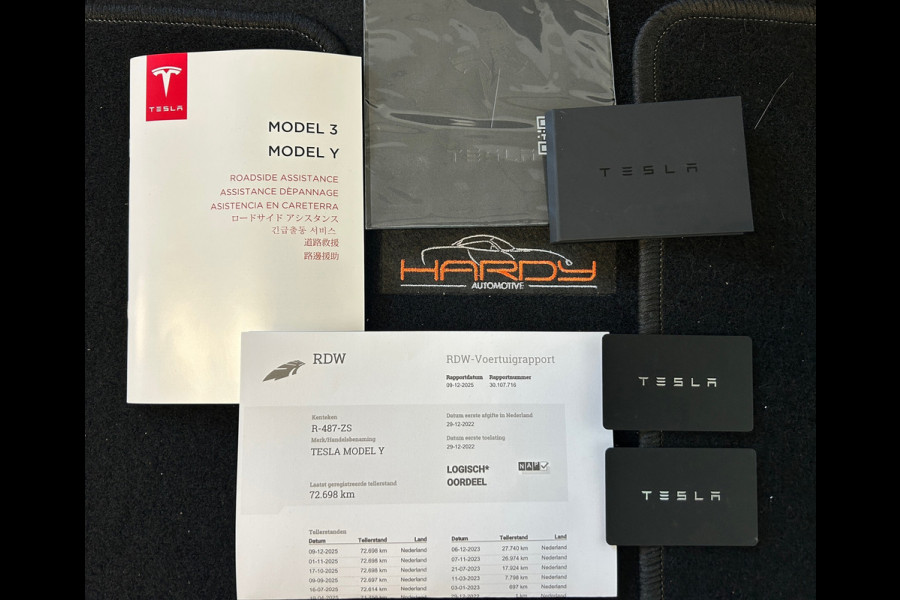 TESLA
MODEL 3
MODEL Y
ROADSIDE ASSISTANCE
ASSISTANCE DÉPANNAGE
ASISTENCIA EN CARETERRA
ロードサイド アシスタンス
긴급출동 서비스
道路救援
路邊援助
TESLA
TESLA
HARDY
AUTOMOTIVE
RDW
RDW-Voertuigrapport
Rapportdatum Rapportnummer
09-12-2025 30.107.716
Kenteken
R-487-ZS
Merk/Handelsbenaming
TESLA MODEL Y
Laatst geregistreerde tellerstand
72.698 km
Datum eerste afgifte in Nederland
29-12-2022
Datum eerste toelating
29-12-2022
LOGISCH*
OORDEEL
NAP
Tellerstanden
Datum Tellerstand Land
09-12-2025 72.698 km Nederland
01-11-2025 72.698 km Nederland
17-10-2025 72.698 km Nederland
09-09-2025 72.697 km Nederland
16-07-2025 72.614 km Nederland
Datum Tellerstand Land
06-12-2023 27.740 km Nederland
07-11-2023 26.974 km Nederland
21-07-2023 17.924 km Nederland
11-03-2023 7.798 km Nederland
03-01-2023 697 km Nederland
29-12-2022 1 km Nederland
TESLA
TESLA